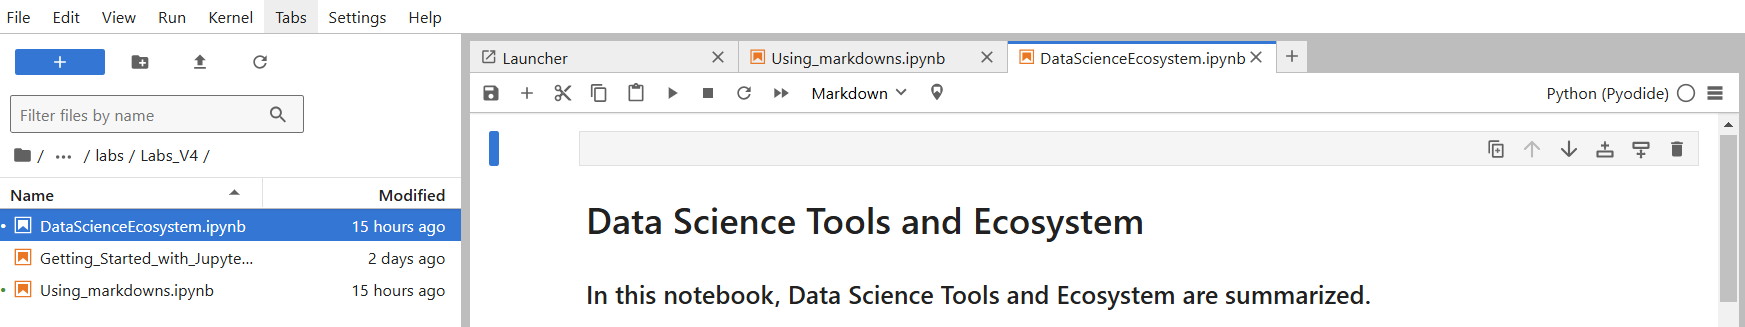 File Edit View Run Kernel Tabs Settings Help
+
Filter files by name
/ ... / labs / Labs_V4 /
Name Modified
DataScienceEcosystem.ipynb 15 hours ago
Getting_Started_with_Jupyte... 2 days ago
Using_markdowns.ipynb 15 hours ago
Launcher Using_markdowns.ipynb DataScienceEcosystem.ipynb
Markdown Python (Pyodide)
Data Science Tools and Ecosystem
In this notebook, Data Science Tools and Ecosystem are summarized.